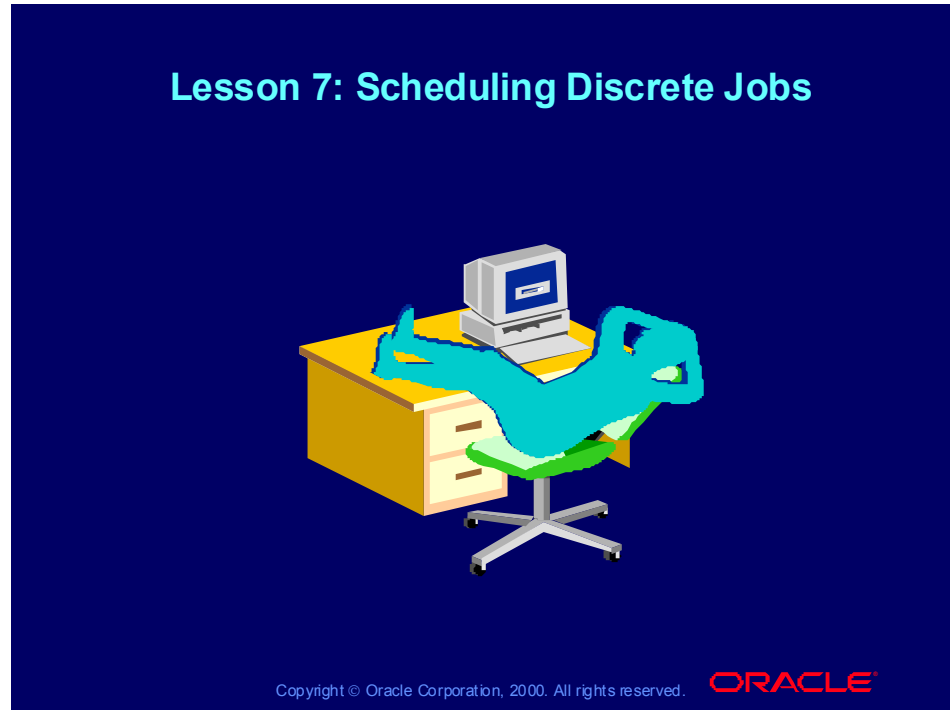 Lesson 7: Scheduling Discrete Jobs
Copyright © Oracle Corporation, 2000. All rights reserved.
ORACLE®